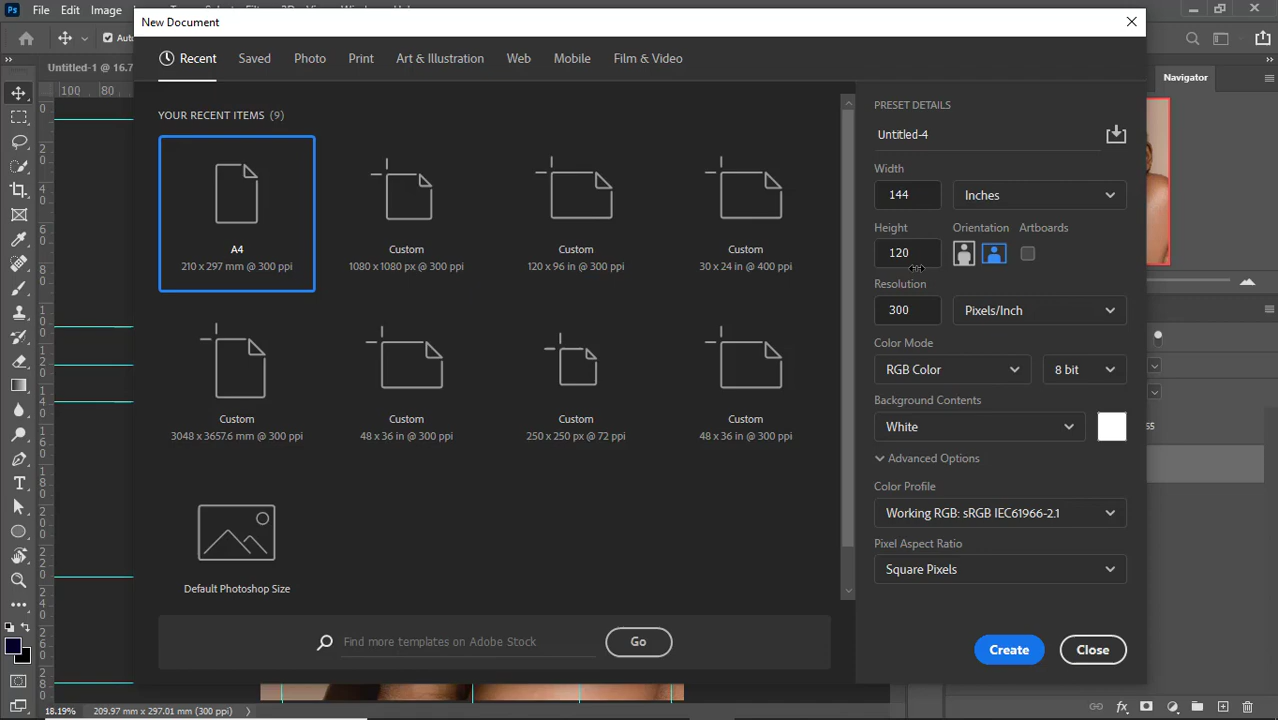 Ps File Edit Image
New Document
Auto
Untitled-1 @ 16.7
Navigator
Recent Saved Photo Print Art & Illustration Web Mobile Film & Video
100 80
YOUR RECENT ITEMS (9)
A4
210 x 297 mm @ 300 ppi
Custom
1080 x 1080 px @ 300 ppi
Custom
120 x 96 in @ 300 ppi
Custom
30 x 24 in @ 400 ppi
Custom
3048 x 3657.6 mm @ 300 ppi
Custom
48 x 36 in @ 300 ppi
Custom
250 x 250 px @ 72 ppi
Custom
48 x 36 in @ 300 ppi
Default Photoshop Size
Find more templates on Adobe Stock Go
PRESET DETAILS
Untitled-4
Width
144 Inches
Height Orientation Artboards
120
Resolution
300 Pixels/Inch
Color Mode
RGB Color 8 bit
Background Contents
White
Advanced Options
Color Profile
Working RGB: sRGB IEC61966-2.1
Pixel Aspect Ratio
Square Pixels
Create Close
18.19% 209.97 mm x 297.01 mm (300 ppi)